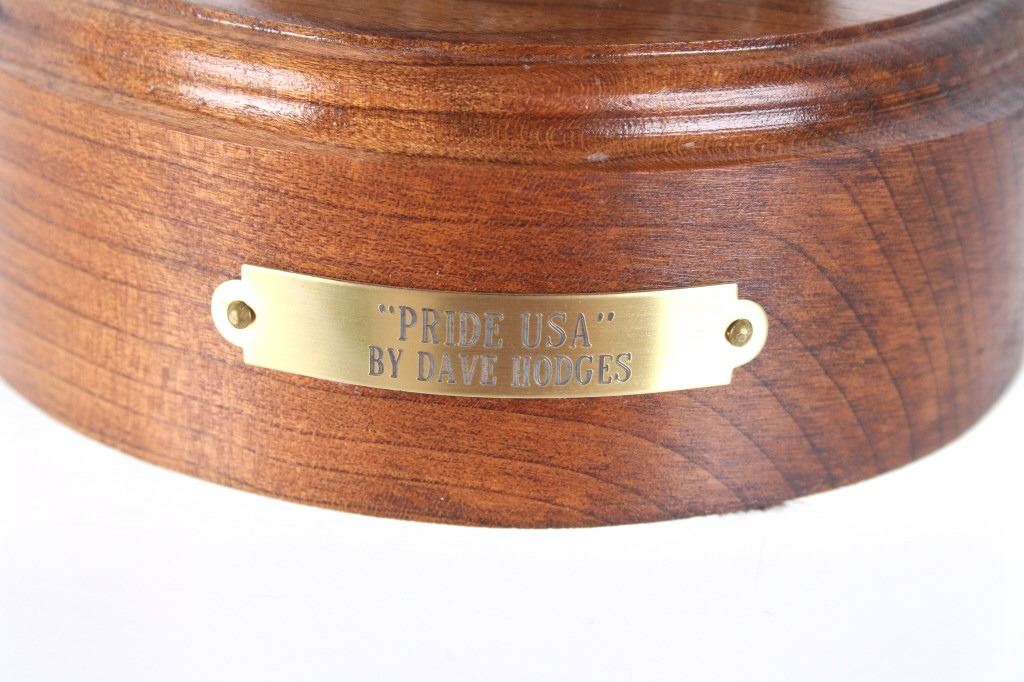 "PRIDE USA"
BY DAVE HODGES